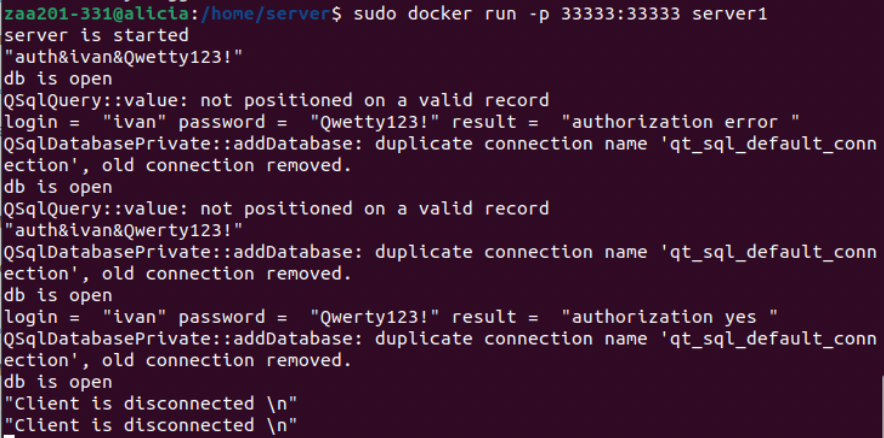 zaa201-331@alicia:/home/server$ sudo docker run -p 33333:33333 server1
server is started
"auth&ivan&Qwetty123!"
db is open
QSqlQuery::value: not positioned on a valid record
login =  "ivan" password =  "Qwetty123!" result =  "authorization error "
QSqlDatabasePrivate::addDatabase: duplicate connection name 'qt_sql_default_conn
ection', old connection removed.
db is open
QSqlQuery::value: not positioned on a valid record
"auth&ivan&Qwerty123!"
QSqlDatabasePrivate::addDatabase: duplicate connection name 'qt_sql_default_conn
ection', old connection removed.
db is open
login =  "ivan" password =  "Qwerty123!" result =  "authorization yes "
QSqlDatabasePrivate::addDatabase: duplicate connection name 'qt_sql_default_conn
ection', old connection removed.
db is open
"Client is disconnected \n"
"Client is disconnected \n"